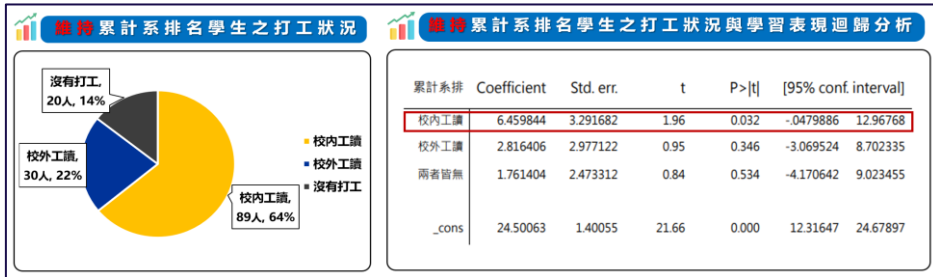 維持累計系排名學生之打工狀況
沒有打工,
20人, 14%
校外工讀,
30人, 22%
校內工讀,
89人, 64%
校內工讀
校外工讀
沒有打工
維持累計系排名學生之打工狀況與學習表現迴歸分析
累計系排 Coefficient Std. err. t P>|t| [95% conf. interval]
校內工讀 6.459844 3.291682 1.96 0.032 -.0479886 12.96768
校外工讀 2.816406 2.977122 0.95 0.346 -3.069524 8.702335
兩者皆無 1.761404 2.473312 0.84 0.534 -4.170642 9.023455
_cons 24.50063 1.40055 21.66 0.000 12.31647 24.67897